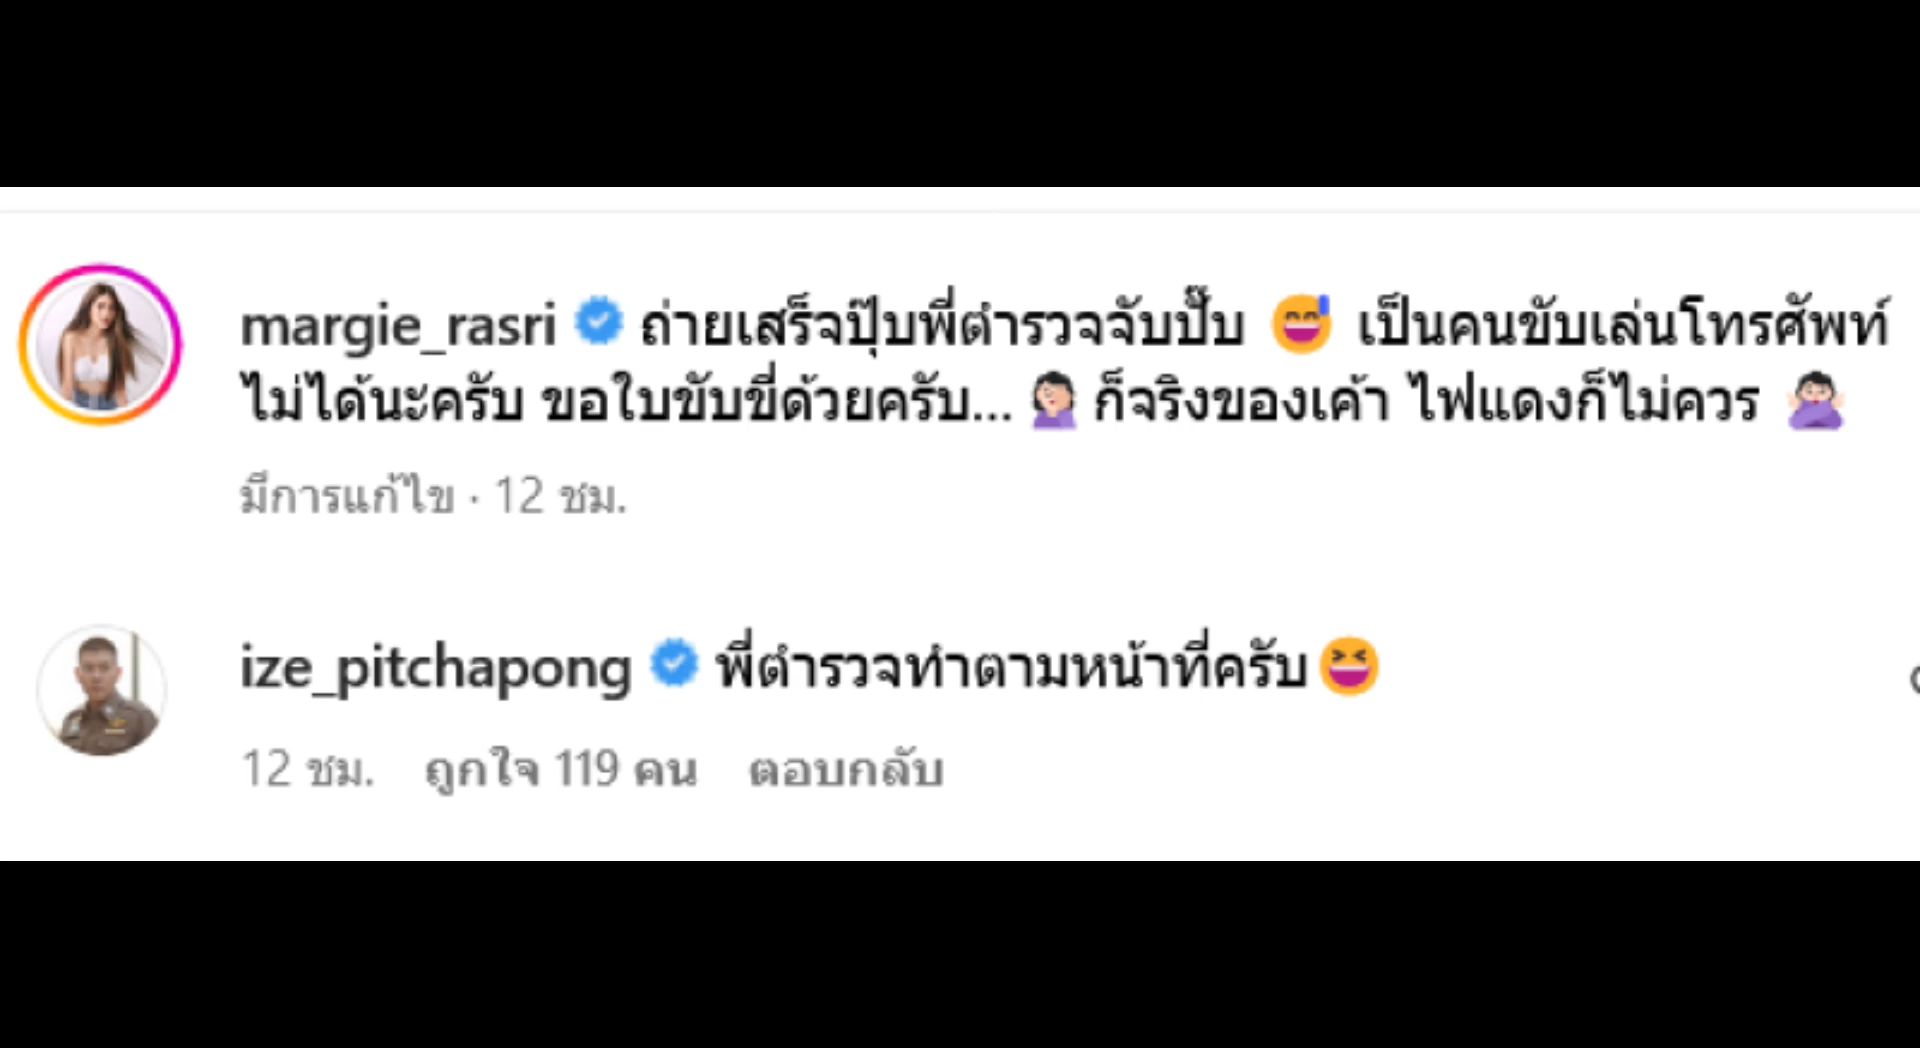 margie_rasri ถ่ายเสร็จปุ๊บพี่ตำรวจจับปั๊บ 😅 เป็นคนขับเล่นโทรศัพท์
ไม่ได้นะครับ ขอใบขับขี่ด้วยครับ... 🤦🏻‍♀️ ก็จริงของเค้า ไฟแดงก็ไม่ควร 🙅🏻‍♀️
มีการแก้ไข · 12 ชม.
ize_pitchapong พี่ตำรวจทำตามหน้าที่ครับ😆
12 ชม. ถูกใจ 119 คน ตอบกลับ